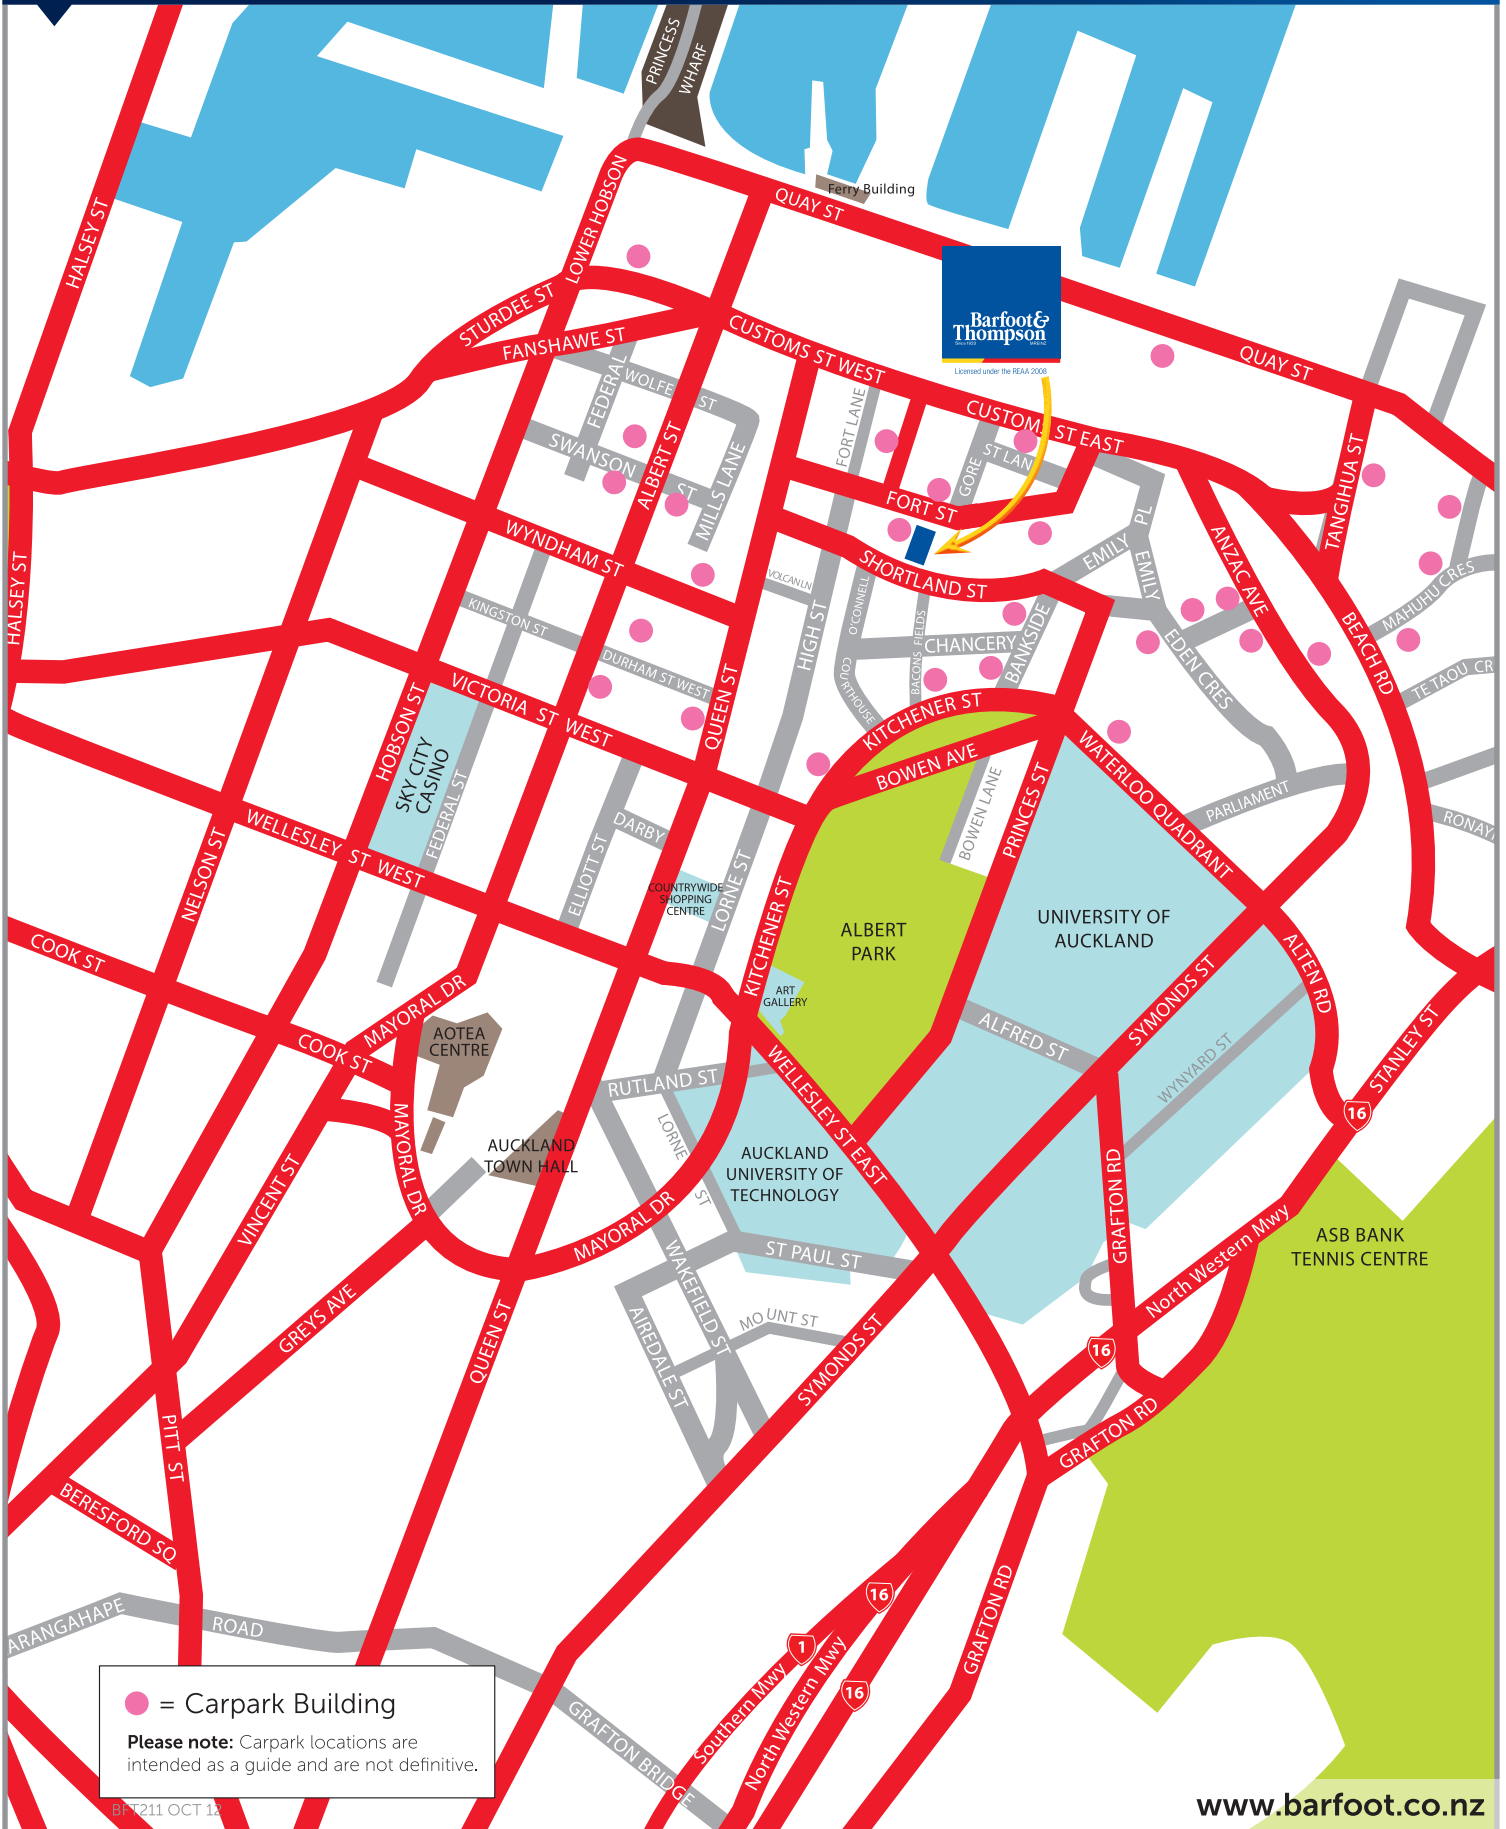 PRINCESS
WHARF
Ferry Building
QUAY ST
HALSEY ST
LOWER HOBSON
STURDEE ST
FANSHAWE ST
CUSTOMS ST WEST
Barfoot&
Thompson
Since 1923 MREINZ
Licensed under the REAA 2008
QUAY ST
FEDERAL
WOLFE ST
SWANSON ST
ALBERT ST
MILLS LANE
FORT LANE
CUSTOMS ST EAST
GORE
ST LAN
FORT ST
TANGIHUA ST
WYNDHAM ST
VOLCAN LN
HIGH ST
O'CONNELL
SHORTLAND ST
EMILY
PL
EMILY
ANZAC AVE
HALSEY ST
KINGSTON ST
DURHAM ST WEST
QUEEN ST
COURTHOUSE
BACONS FIELDS
CHANCERY
BANKSIDE
EDEN CRES
BEACH RD
MAHUHU CRES
TE TAOU CR
VICTORIA ST WEST
HOBSON ST
SKY CITY
CASINO
FEDERAL ST
KITCHENER ST
BOWEN AVE
BOWEN LANE
PRINCES ST
WATERLOO QUADRANT
PARLIAMENT
RONAY
WELLESLEY ST WEST
NELSON ST
DARBY
ELLIOTT ST
COUNTRYWIDE
SHOPPING
CENTRE
LORNE ST
KITCHENER ST
ALBERT
PARK
UNIVERSITY OF
AUCKLAND
ART
GALLERY
COOK ST
MAYORAL DR
COOK ST
AOTEA
CENTRE
ALFRED ST
SYMONDS ST
ALTEN RD
WYNYARD ST
STANLEY ST
16
RUTLAND ST
LORNE ST
WELLESLEY ST EAST
MAYORAL DR
AUCKLAND
TOWN HALL
AUCKLAND
UNIVERSITY OF
TECHNOLOGY
VINCENT ST
MAYORAL DR
ST PAUL ST
GRAFTON RD
North Western Mwy
ASB BANK
TENNIS CENTRE
GREYS AVE
QUEEN ST
WAKEFIELD ST
AIREDALE ST
MOUNT ST
SYMONDS ST
16
PITT ST
GRAFTON RD
BERESFORD SQ
ARANGAHAPE
ROAD
16
1
16
Southern Mwy
North Western Mwy
GRAFTON RD
GRAFTON BRIDGE
= Carpark Building
Please note: Carpark locations are
intended as a guide and are not definitive.
BFT211 OCT 12
www.barfoot.co.nz